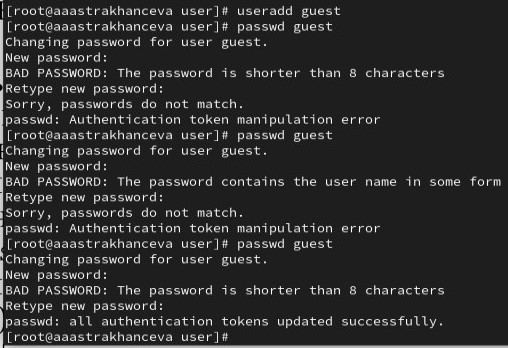 [root@aaastrakhanceva user]# useradd guest
[root@aaastrakhanceva user]# passwd guest
Changing password for user guest.
New password:
BAD PASSWORD: The password is shorter than 8 characters
Retype new password:
Sorry, passwords do not match.
passwd: Authentication token manipulation error
[root@aaastrakhanceva user]# passwd guest
Changing password for user guest.
New password:
BAD PASSWORD: The password contains the user name in some form
Retype new password:
Sorry, passwords do not match.
passwd: Authentication token manipulation error
[root@aaastrakhanceva user]# passwd guest
Changing password for user guest.
New password:
BAD PASSWORD: The password is shorter than 8 characters
Retype new password:
passwd: all authentication tokens updated successfully.
[root@aaastrakhanceva user]#